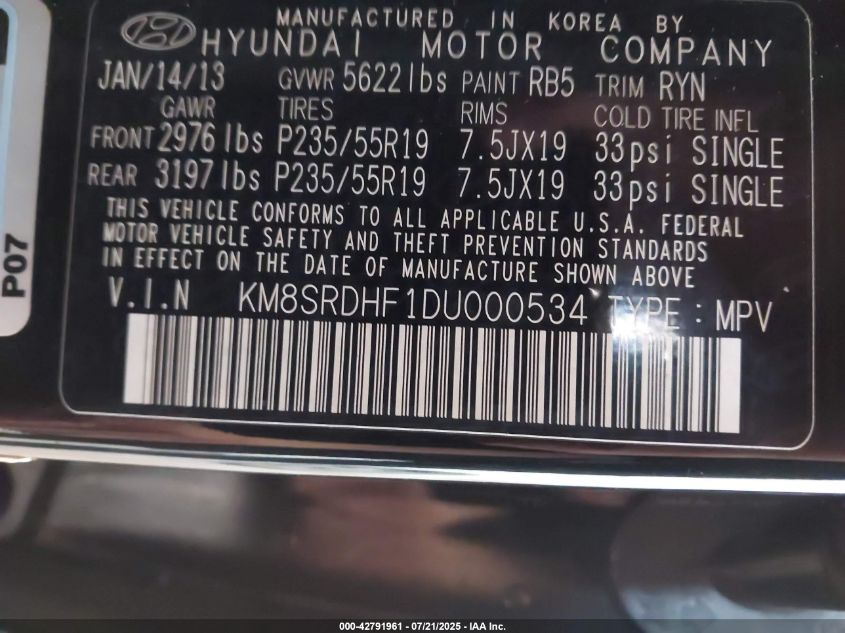 MANUFACTURED IN KOREA BY
HYUNDAI MOTOR COMPANY
JAN/14/13 GVWR 5622lbs PAINT RB5 TRIM RYN
GAWR TIRES RIMS COLD TIRE INFL
FRONT 2976lbs P235/55R19 7.5JX19 33psi SINGLE
REAR 3197lbs P235/55R19 7.5JX19 33psi SINGLE
THIS VEHICLE CONFORMS TO ALL APPLICABLE U.S.A. FEDERAL
MOTOR VEHICLE SAFETY AND THEFT PREVENTION STANDARDS
IN EFFECT ON THE DATE OF MANUFACTURE SHOWN ABOVE
V.I.N KM8SRDHF1DU000534 TYPE : MPV
P07
000-42791961 / 07/21/2025 - IAA Inc.